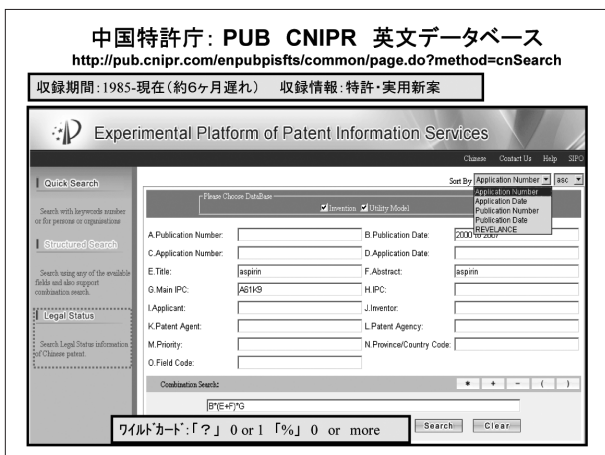 中国特許庁: PUB CNIPR 英文データベース
http://pub.cnipr.com/enpubpisfts/common/page.do?method=cnSearch
収録期間:1985-現在(約6ヶ月遅れ) 収録情報:特許・実用新案
Experimental Platform of Patent Information Services
Chinese Contact Us Help SIPO
Quick Search
Search with keywords number
or for persons or organisations
Structured Search
Search using any of the available
fields and also support
combination search.
Legal Status
Search Legal Status information
of Chinese patent.
Sort By Application Number asc
Application Number
Application Date
Publication Number
Publication Date
REVELANCE
Please Choose DataBase
Invention Utility Model
A.Publication Number: B.Publication Date: 2000 to 2007
C.Application Number: D.Application Date:
E.Title: aspirin F.Abstract: aspirin
G.Main IPC: A61K9 H.IPC:
I.Applicant: J.Inventor:
K.Patent Agent: L.Patent Agency:
M.Priority: N.Province/Country Code:
O.Field Code:
Combination Search: * + - ( )
B*(E+F)*G
Search Clear
ワイルドカード:「?」 0 or 1 「%」 0 or more